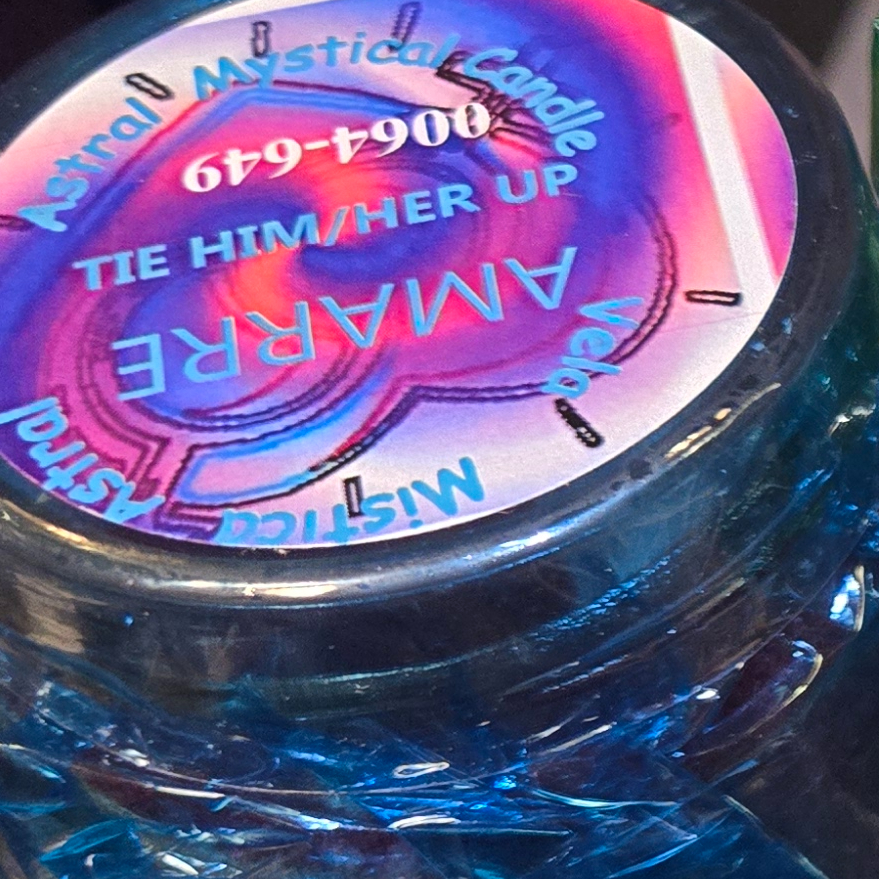 Astral Mystical Candle
0064-649
TIE HIM/HER UP
AMARRE
Vela Mistica Astral